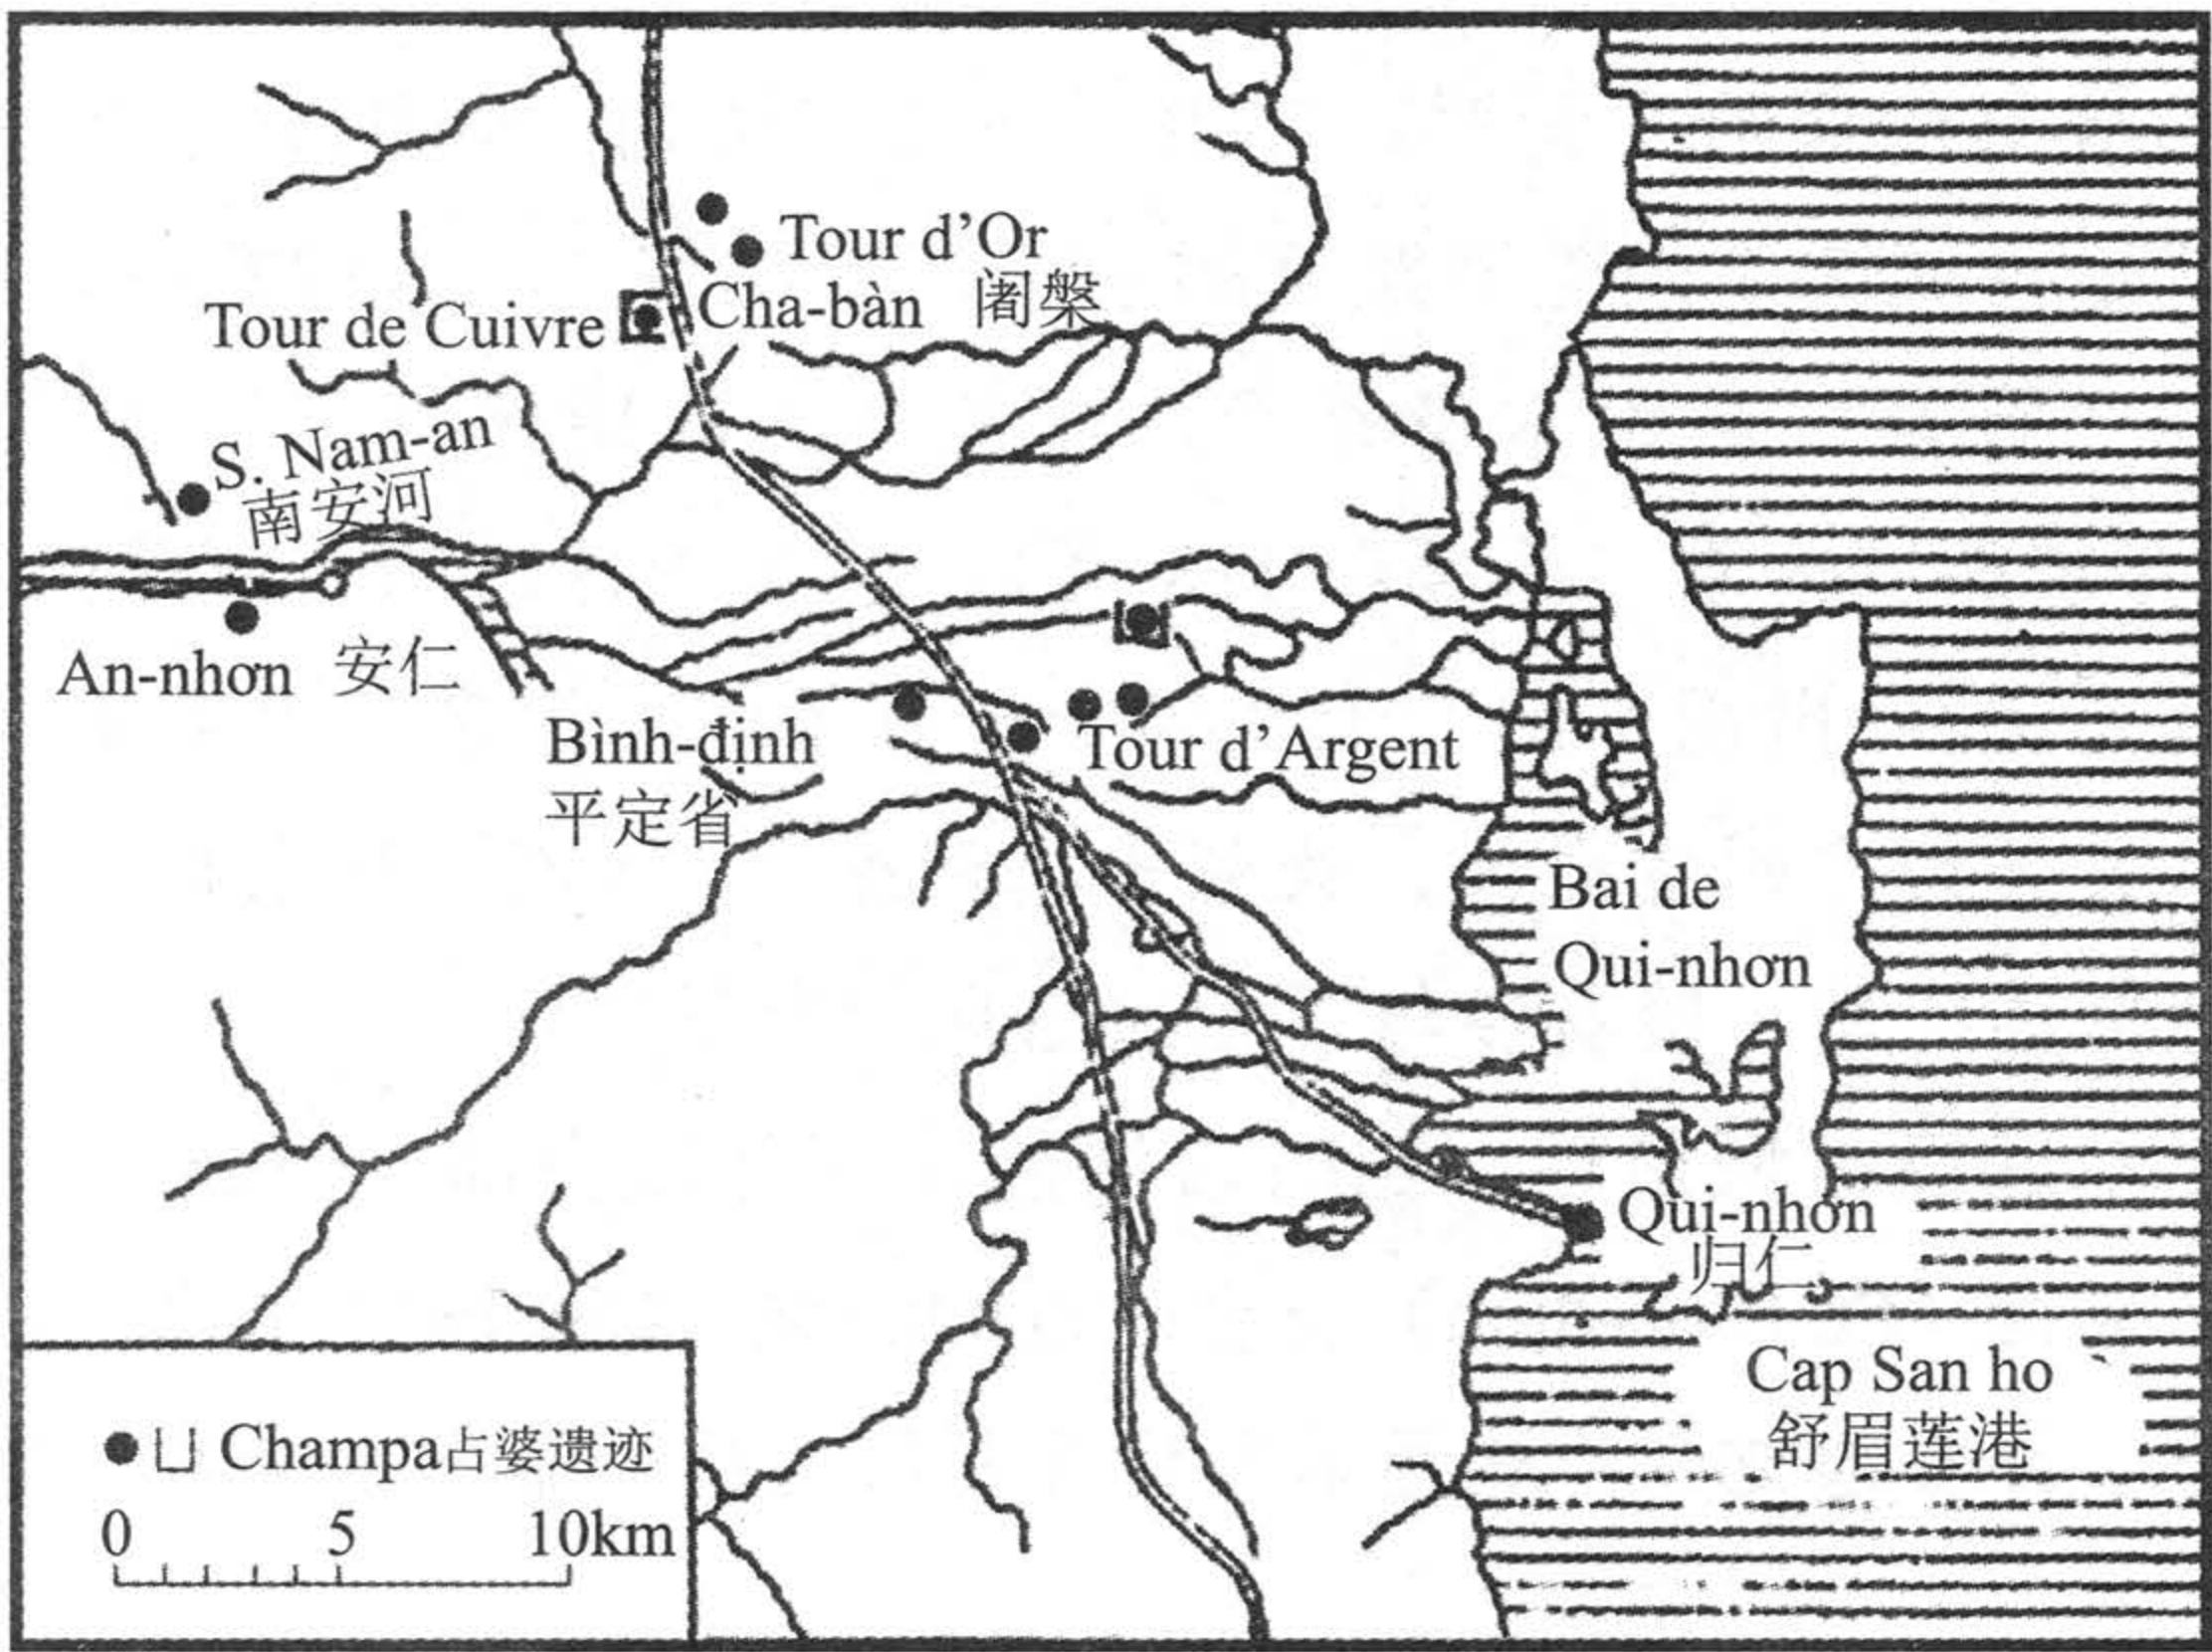 Tour d'Or
Cha-bàn 阇槃
Tour de Cuivre
S. Nam-an
南安河
An-nhơn 安仁
Bình-định
平定省
Tour d'Argent
Bai de
Qui-nhơn
Qui-nhơn
归仁
Cap San ho
舒眉莲港
Champa占婆遗迹
0 5 10km